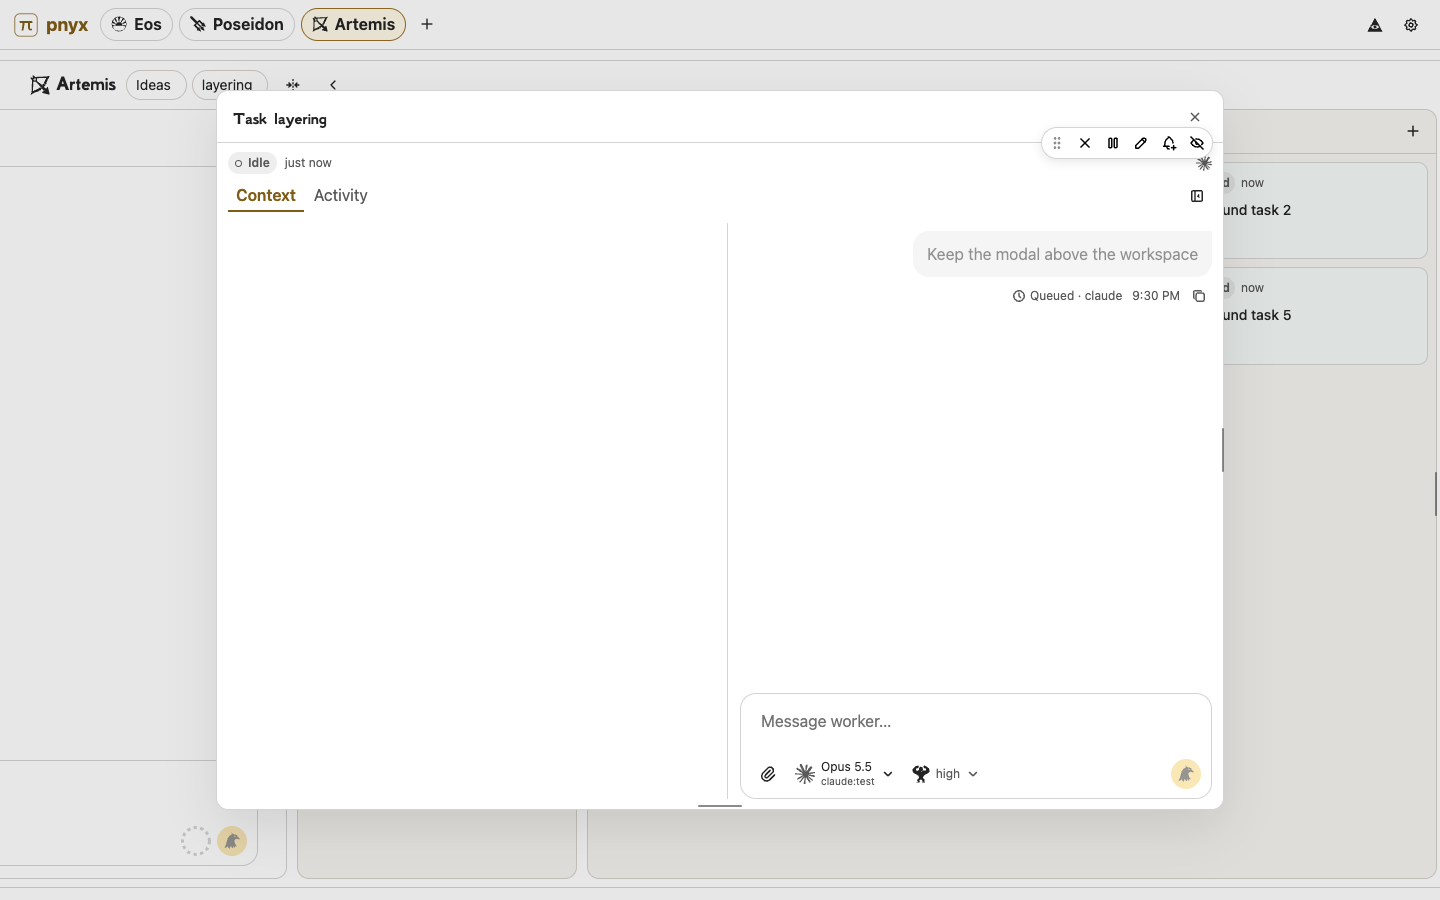 pnyx Eos Poseidon Artemis
Artemis Ideas layering
Task layering
Idle just now
Context Activity
Keep the modal above the workspace
Queued · claude 9:30 PM
Message worker...
Opus 5.5
claude:test
high
d now
und task 2
d now
und task 5